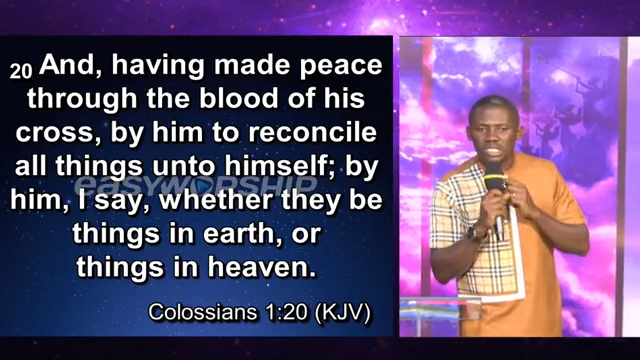 20 And, having made peace
through the blood of his
cross, by him to reconcile
all things unto himself; by
him, I say, whether they be
things in earth, or
things in heaven.
easyworship
Colossians 1:20 (KJV)